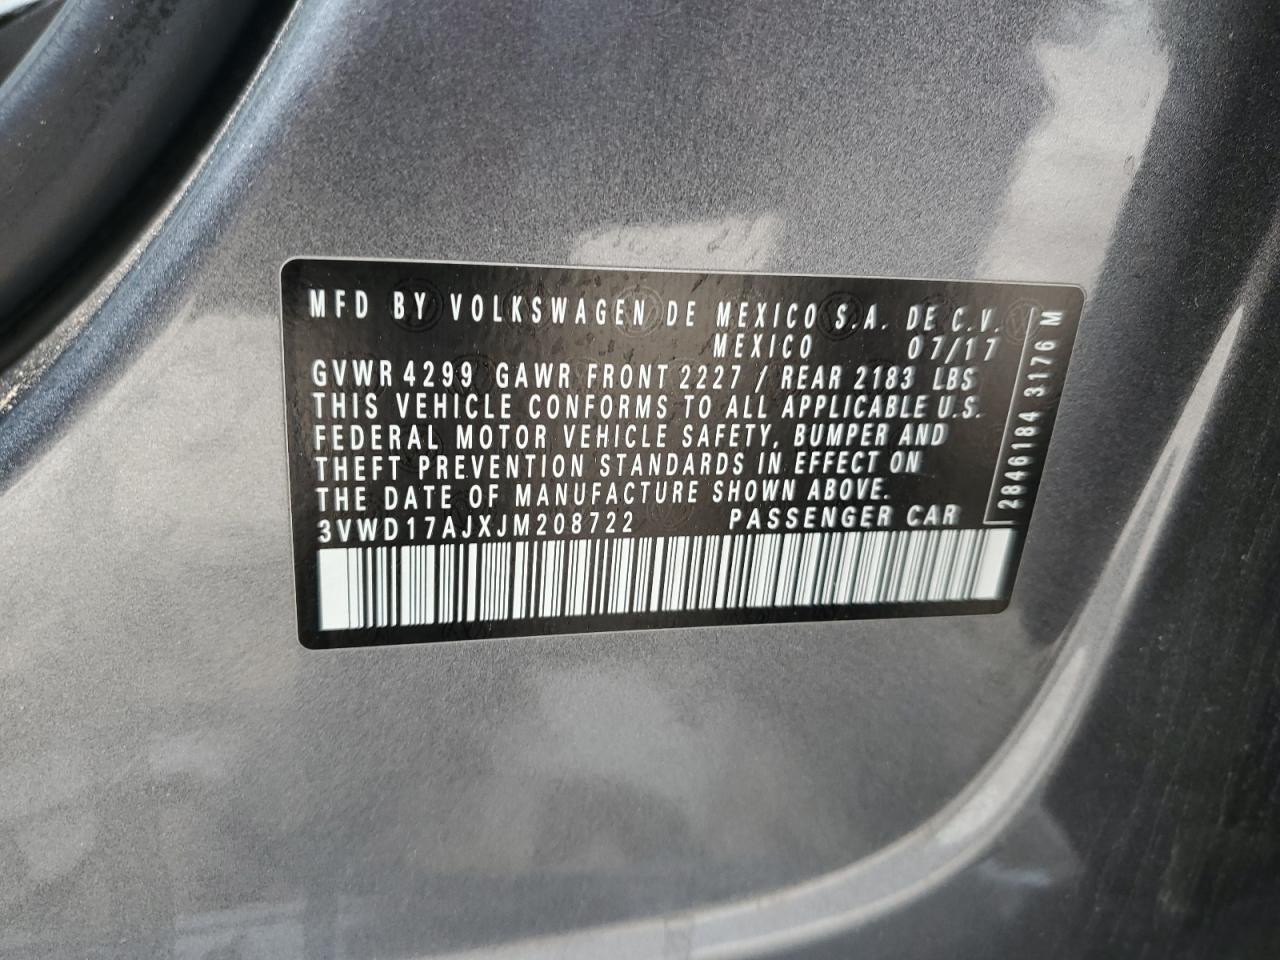 MFD BY VOLKSWAGEN DE MEXICO S.A. DE C.V.
MEXICO 07/17
GVWR 4299 GAWR FRONT 2227 / REAR 2183 LBS
THIS VEHICLE CONFORMS TO ALL APPLICABLE U.S.
FEDERAL MOTOR VEHICLE SAFETY, BUMPER AND
THEFT PREVENTION STANDARDS IN EFFECT ON
THE DATE OF MANUFACTURE SHOWN ABOVE.
3VWD17AJXJM208722 PASSENGER CAR
2846184 3176 M